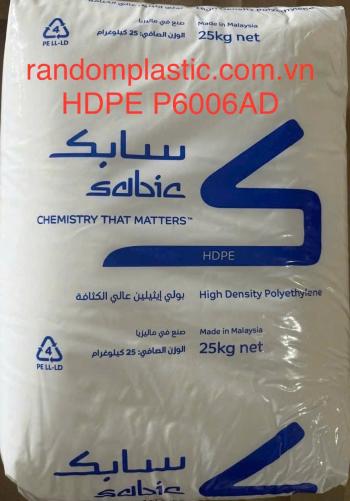 صنع في ماليزيا Made in Malaysia
PE LL-LD الوزن الصافي: 25 كيلوغرام 25kg net
randomplastic.com.vn
HDPE P6006AD
سابك
sabic
CHEMISTRY THAT MATTERS™
HDPE
بولي إيثيلين عالي الكثافة High Density Polyethylene
صنع في ماليزيا Made in Malaysia
4 الوزن الصافي: 25 كيلوغرام 25kg net
PE LL-LD
سابك
sabic